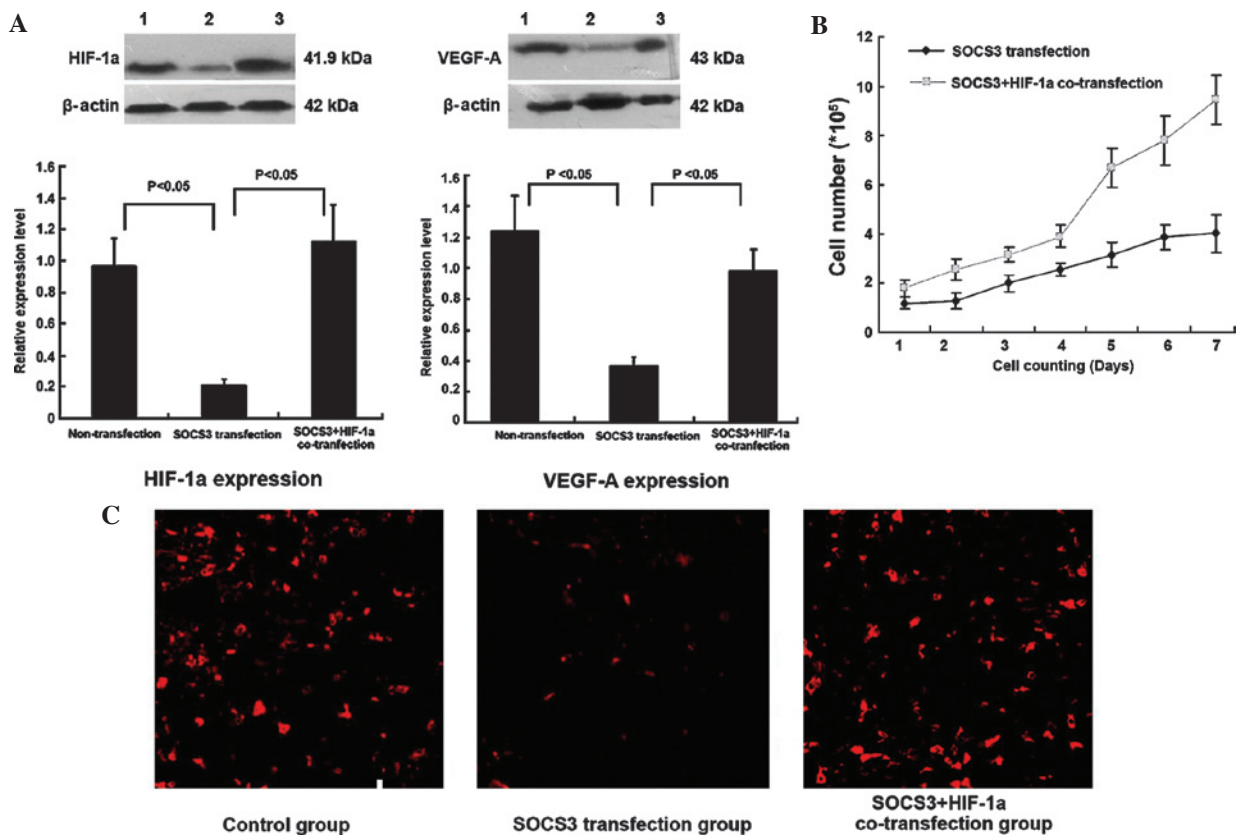 A
1 2 3
HIF-1a
41.9 kDa
β-actin
42 kDa
1.6
1.4
1.2
1.0
0.8
0.6
0.4
0.2
0
Relative expression level
P<0.05
P<0.05
Non-transfection
SOCS3 transfection
SOCS3+HIF-1a
co-tranfection
HIF-1a expression
1 2 3
VEGF-A
43 kDa
β-actin
42 kDa
1.6
1.4
1.2
1.0
0.8
0.6
0.4
0.2
0
Relative expression level
P <0.05
P <0.05
Non-transfection
SOCS3 transfection
SOCS3+HIF-1a
co-tranfection
VEGF-A expression
B
SOCS3 transfection
SOCS3+HIF-1a co-transfection
12
10
8
6
4
2
0
Cell number (*10⁵)
1 2 3 4 5 6 7
Cell counting (Days)
C
Control group
SOCS3 transfection group
SOCS3+HIF-1a
co-transfection group